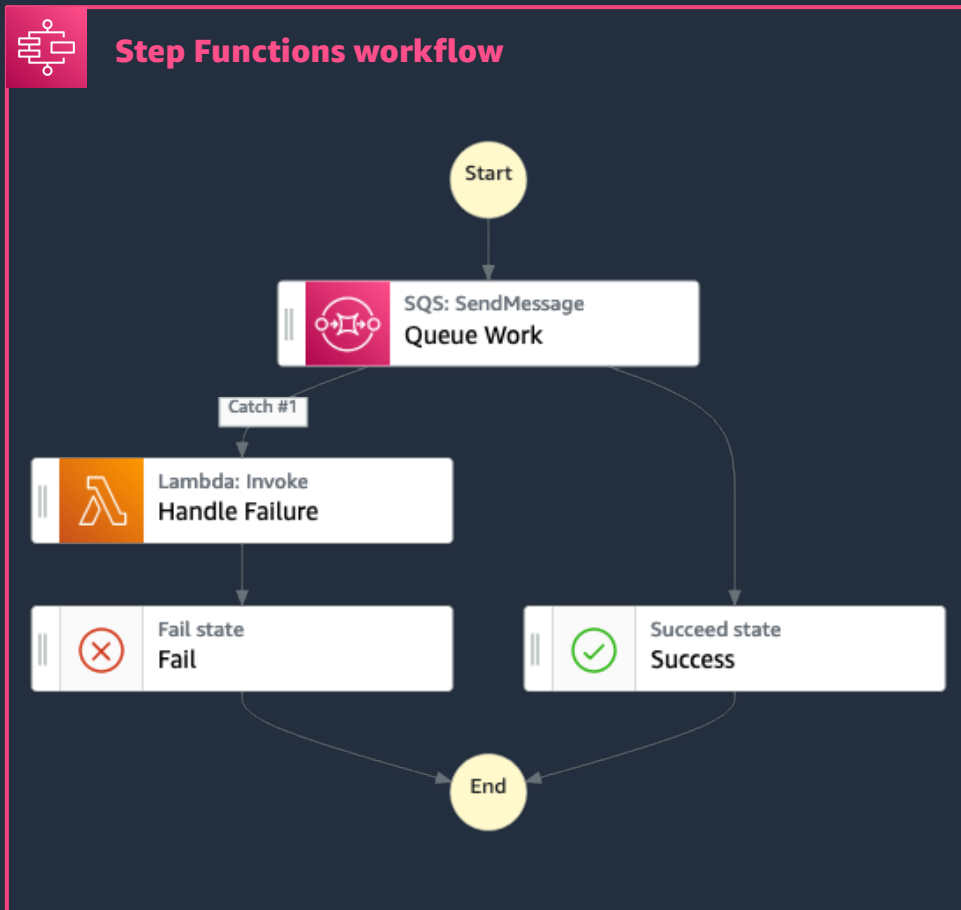 Step Functions workflow
Start
SQS: SendMessage
Queue Work
Catch #1
Lambda: Invoke
Handle Failure
Fail state
Fail
Succeed state
Success
End